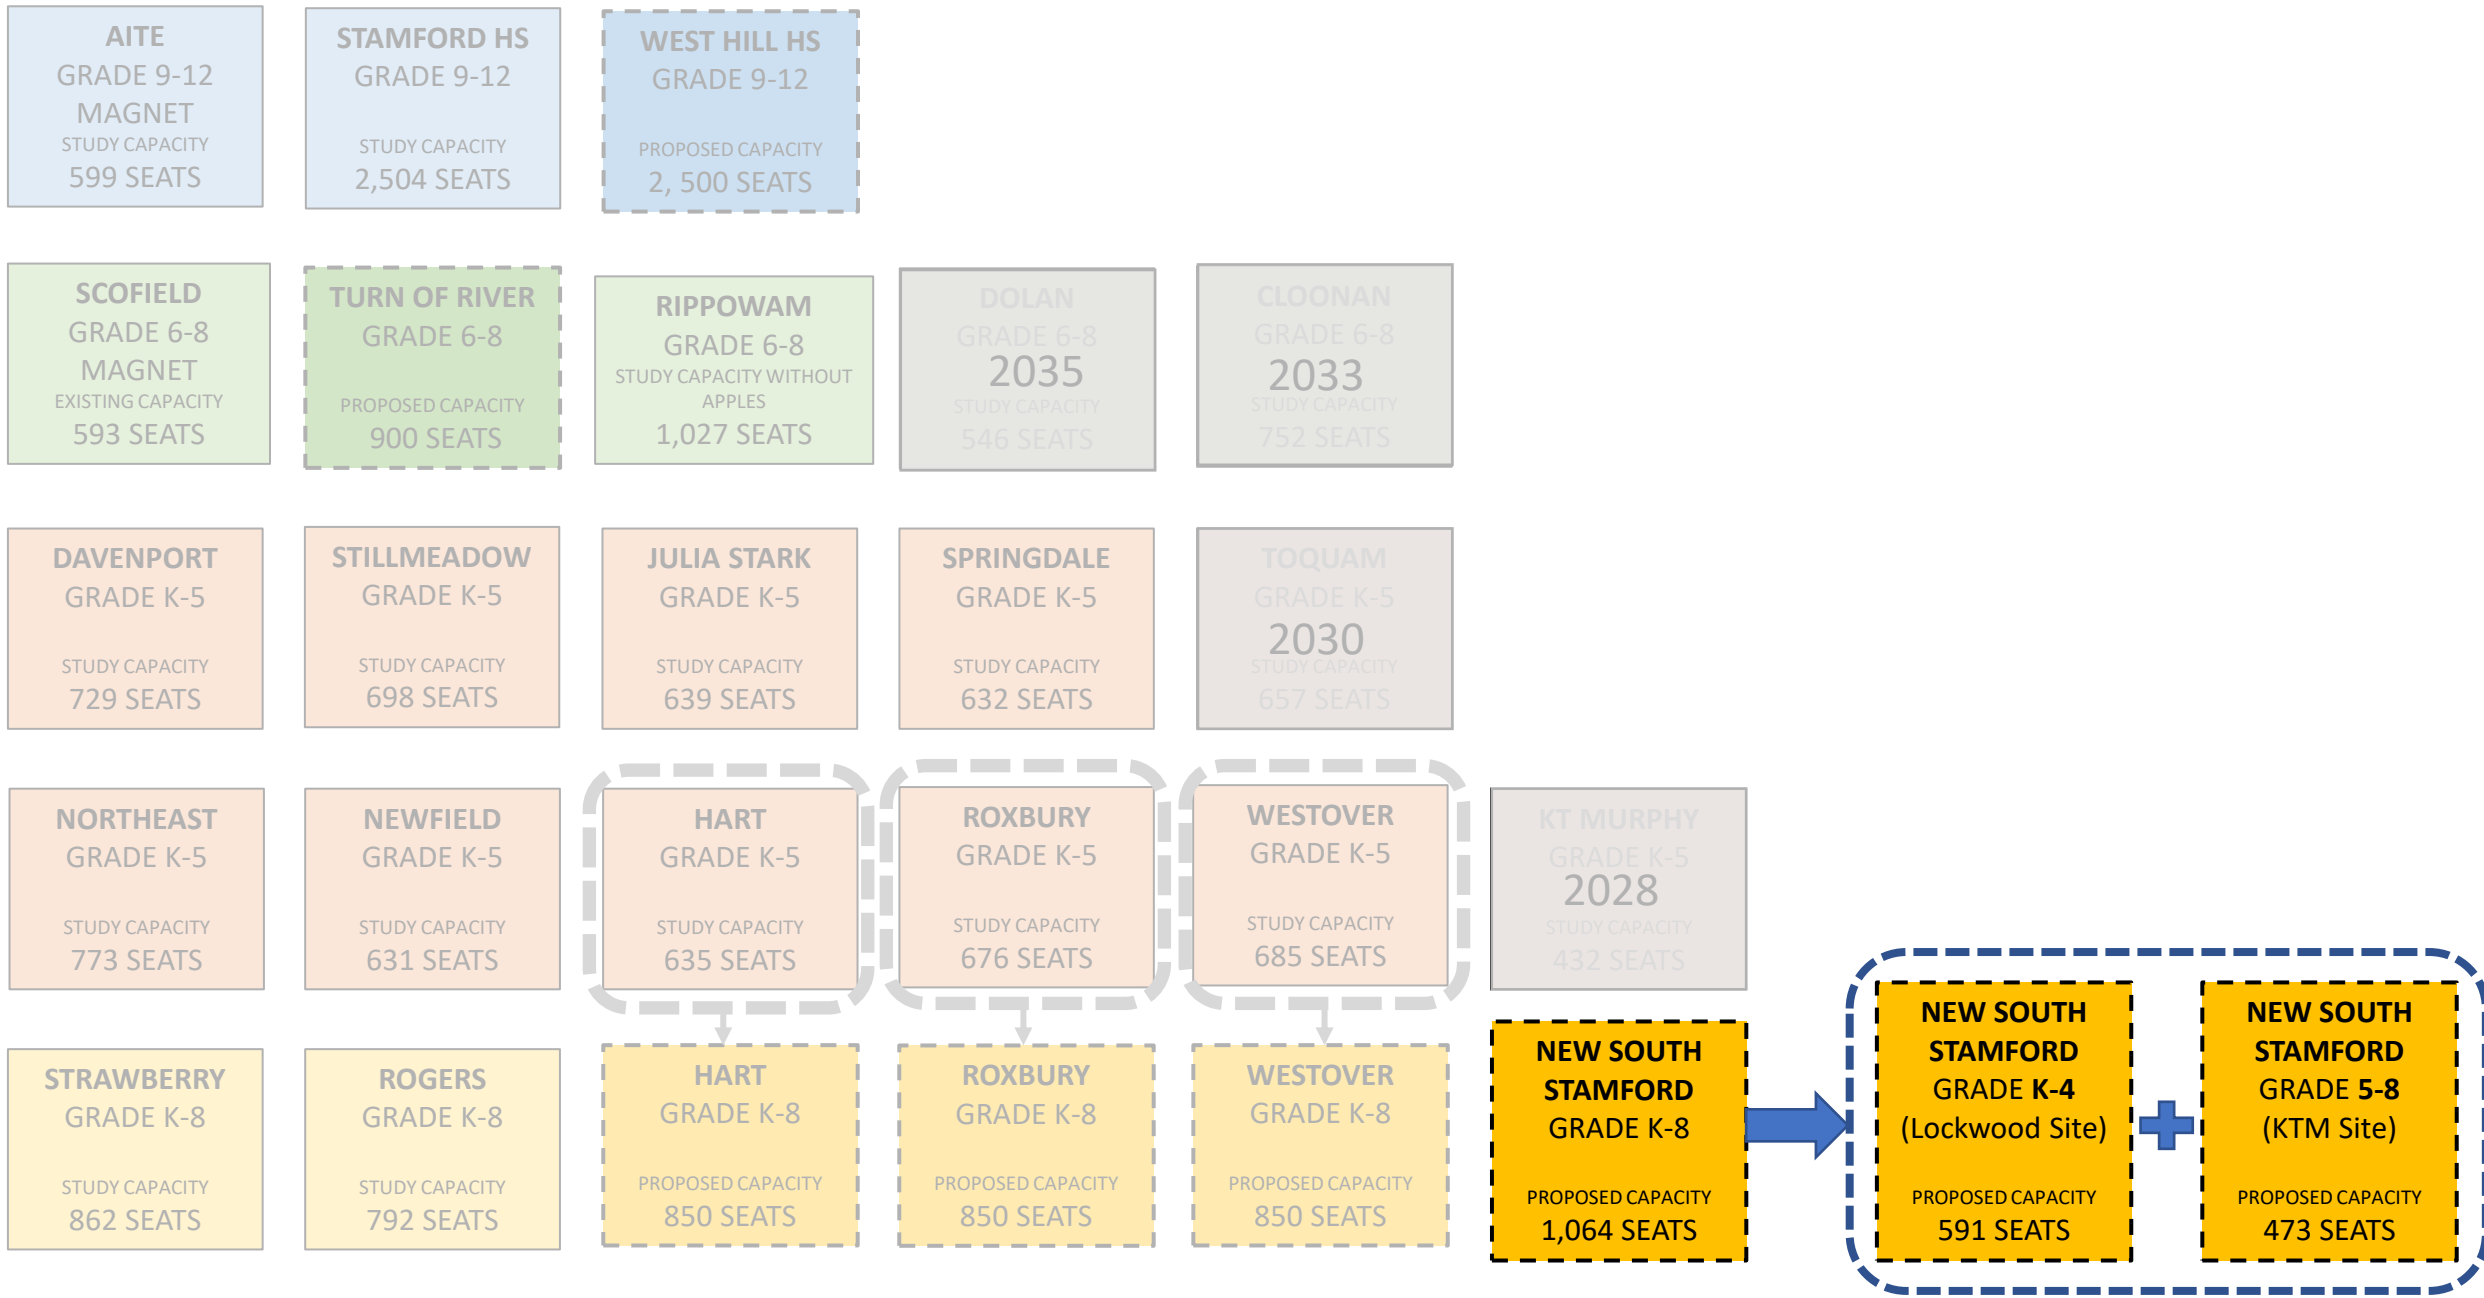 AITE
GRADE 9-12
MAGNET
STUDY CAPACITY
599 SEATS
STAMFORD HS
GRADE 9-12
STUDY CAPACITY
2,504 SEATS
WEST HILL HS
GRADE 9-12
PROPOSED CAPACITY
2, 500 SEATS
SCOFIELD
GRADE 6-8
MAGNET
EXISTING CAPACITY
593 SEATS
TURN OF RIVER
GRADE 6-8
PROPOSED CAPACITY
900 SEATS
RIPPOWAM
GRADE 6-8
STUDY CAPACITY WITHOUT
APPLES
1,027 SEATS
DOLAN
GRADE 6-8
2035
STUDY CAPACITY
546 SEATS
CLOONAN
GRADE 6-8
2033
STUDY CAPACITY
752 SEATS
DAVENPORT
GRADE K-5
STUDY CAPACITY
729 SEATS
STILLMEADOW
GRADE K-5
STUDY CAPACITY
698 SEATS
JULIA STARK
GRADE K-5
STUDY CAPACITY
639 SEATS
SPRINGDALE
GRADE K-5
STUDY CAPACITY
632 SEATS
TOQUAM
GRADE K-5
2030
STUDY CAPACITY
657 SEATS
NORTHEAST
GRADE K-5
STUDY CAPACITY
773 SEATS
NEWFIELD
GRADE K-5
STUDY CAPACITY
631 SEATS
HART
GRADE K-5
STUDY CAPACITY
635 SEATS
ROXBURY
GRADE K-5
STUDY CAPACITY
676 SEATS
WESTOVER
GRADE K-5
STUDY CAPACITY
685 SEATS
KT MURPHY
GRADE K-5
2028
STUDY CAPACITY
432 SEATS
STRAWBERRY
GRADE K-8
STUDY CAPACITY
862 SEATS
ROGERS
GRADE K-8
STUDY CAPACITY
792 SEATS
HART
GRADE K-8
PROPOSED CAPACITY
850 SEATS
ROXBURY
GRADE K-8
PROPOSED CAPACITY
850 SEATS
WESTOVER
GRADE K-8
PROPOSED CAPACITY
850 SEATS
NEW SOUTH
STAMFORD
GRADE K-8
PROPOSED CAPACITY
1,064 SEATS
NEW SOUTH
STAMFORD
GRADE K-4
(Lockwood Site)
PROPOSED CAPACITY
591 SEATS
NEW SOUTH
STAMFORD
GRADE 5-8
(KTM Site)
PROPOSED CAPACITY
473 SEATS